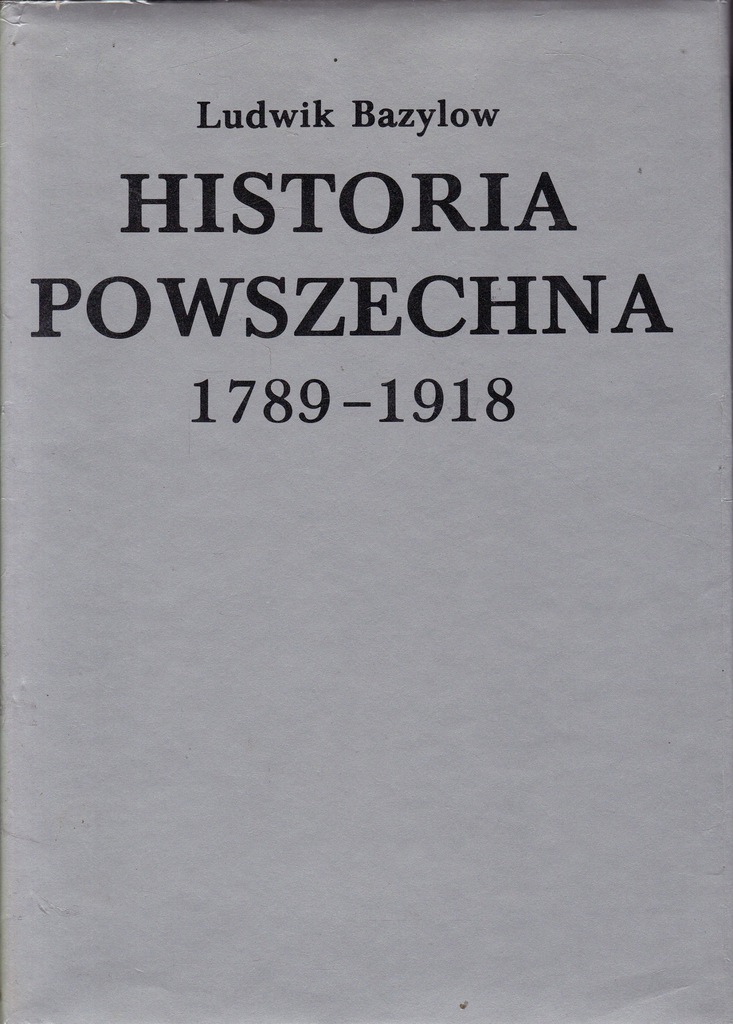 Ludwik Bazylow
HISTORIA
POWSZECHNA
1789–1918